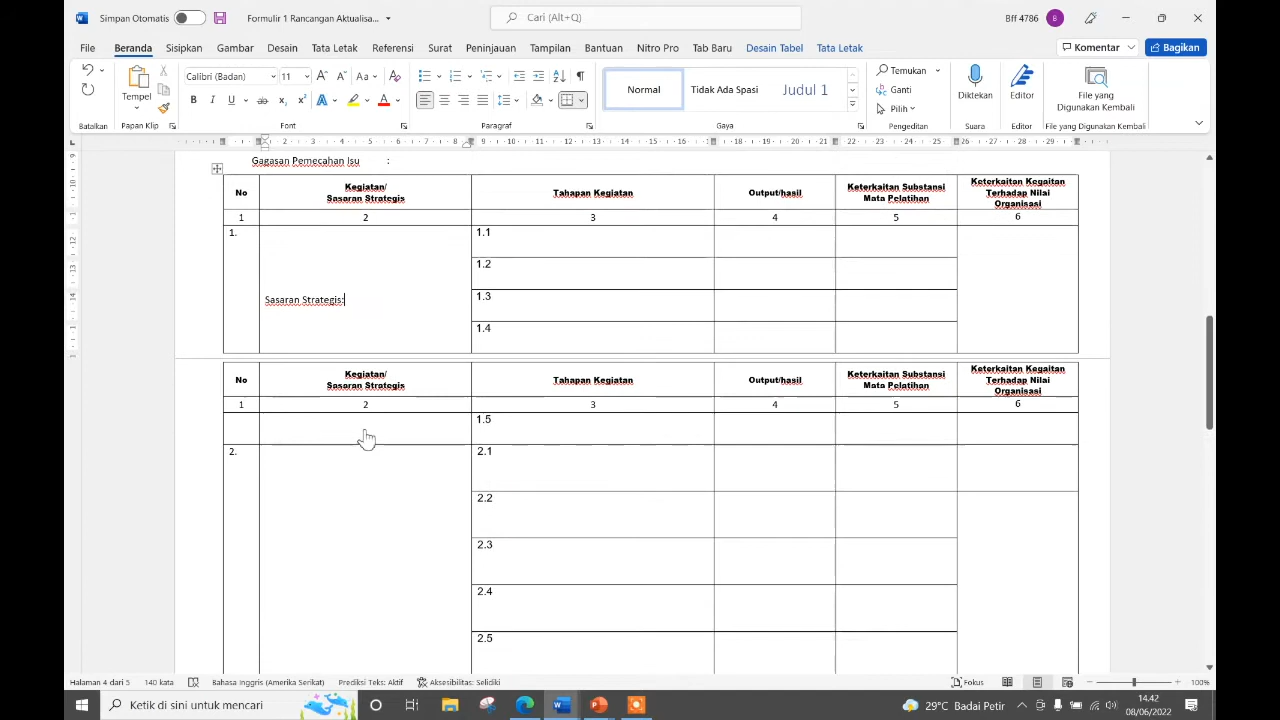 Simpan Otomatis
Formulir 1 Rancangan Aktualisa...
Cari (Alt+Q)
Bff 4786 B
File Beranda Sisipkan Gambar Desain Tata Letak Referensi Surat Peninjauan Tampilan Bantuan Nitro Pro Tab Baru Desain Tabel Tata Letak
Komentar Bagikan
Calibri (Badan) 11
Tempel
Normal Tidak Ada Spasi Judul 1
Temukan
Ganti
Pilih
Diktekan
Editor
File yang
Digunakan Kembali
Batalkan Papan Klip Font Paragraf Gaya Pengeditan Suara Editor File yang Digunakan Kembali
Gagasan Pemecahan Isu :
No
Kegiatan/
Sasaran Strategis
Tahapan Kegiatan
Output/hasil
Keterkaitan Substansi
Mata Pelatihan
Keterkaitan Kegaitan
Terhadap Nilai
Organisasi
1 2 3 4 5 6
1.
Sasaran Strategis:
1.1
1.2
1.3
1.4
No
Kegiatan/
Sasaran Strategis
Tahapan Kegiatan
Output/hasil
Keterkaitan Substansi
Mata Pelatihan
Keterkaitan Kegaitan
Terhadap Nilai
Organisasi
1 2 3 4 5 6
1.5
2.
2.1
2.2
2.3
2.4
2.5
Halaman 4 dari 5 140 kata Bahasa Inggris (Amerika Serikat) Prediksi Teks: Aktif Aksesibilitas: Selidiki Fokus 100%
Ketik di sini untuk mencari
29°C Badai Petir
14.42
08/06/2022